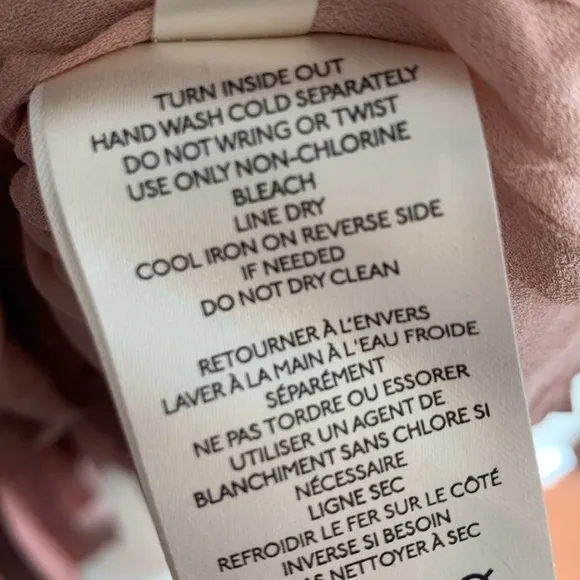 TURN INSIDE OUT
HAND WASH COLD SEPARATELY
DO NOT WRING OR TWIST
USE ONLY NON-CHLORINE
BLEACH
LINE DRY
COOL IRON ON REVERSE SIDE
IF NEEDED
DO NOT DRY CLEAN
RETOURNER À L'ENVERS
LAVER À LA MAIN À L'EAU FROIDE
SÉPARÉMENT
NE PAS TORDRE OU ESSORER
UTILISER UN AGENT DE
BLANCHIMENT SANS CHLORE SI
NÉCESSAIRE
LIGNE SEC
REFROIDIR LE FER SUR LE CÔTÉ
INVERSE SI BESOIN
NETTOYER À SEC